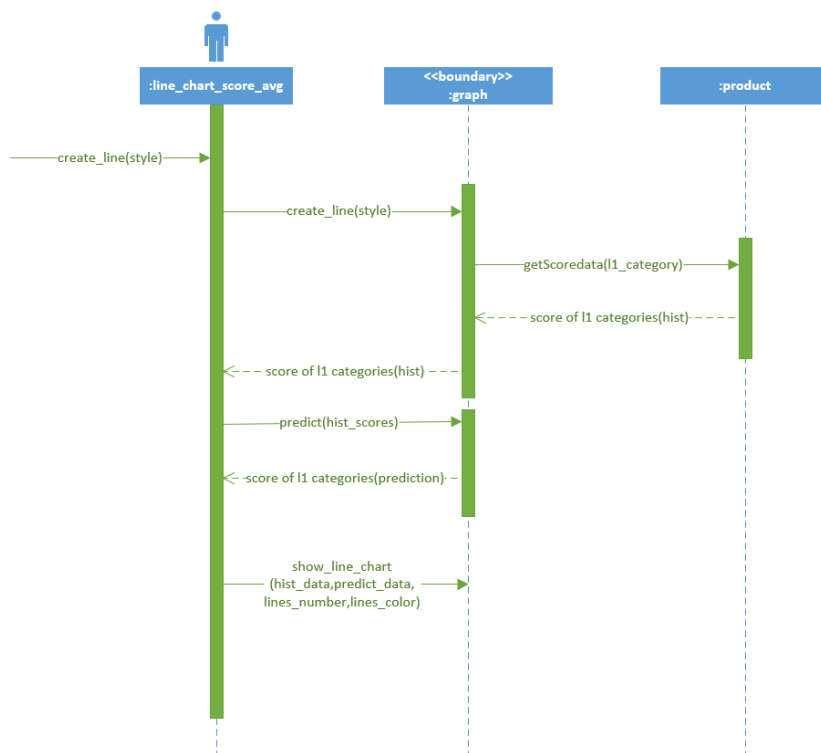 :line_chart_score_avg
<<boundary>>
:graph
:product
create_line(style)
create_line(style)
getScoredata(l1_category)
score of l1 categories(hist)
score of l1 categories(hist)
predict(hist_scores)
score of l1 categories(prediction)
show_line_chart
(hist_data,predict_data,
lines_number,lines_color)